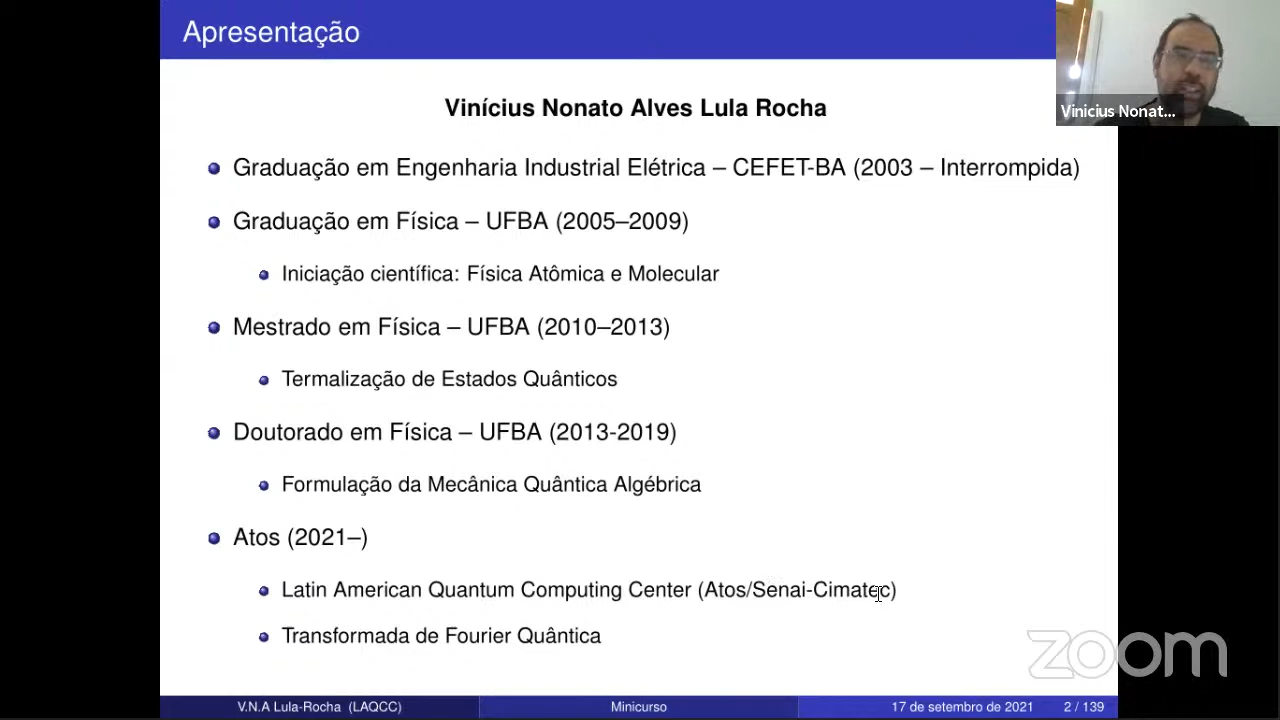 Apresentação
Vinícius Nonato Alves Lula Rocha
Graduação em Engenharia Industrial Elétrica – CEFET-BA (2003 – Interrompida)
Graduação em Física – UFBA (2005–2009)
Iniciação científica: Física Atômica e Molecular
Mestrado em Física – UFBA (2010–2013)
Termalização de Estados Quânticos
Doutorado em Física – UFBA (2013-2019)
Formulação da Mecânica Quântica Algébrica
Atos (2021–)
Latin American Quantum Computing Center (Atos/Senai-Cimatec)
Transformada de Fourier Quântica
V.N.A Lula-Rocha (LAQCC)
Minicurso
17 de setembro de 2021
2 / 139
Vinicius Nonat...
zoom